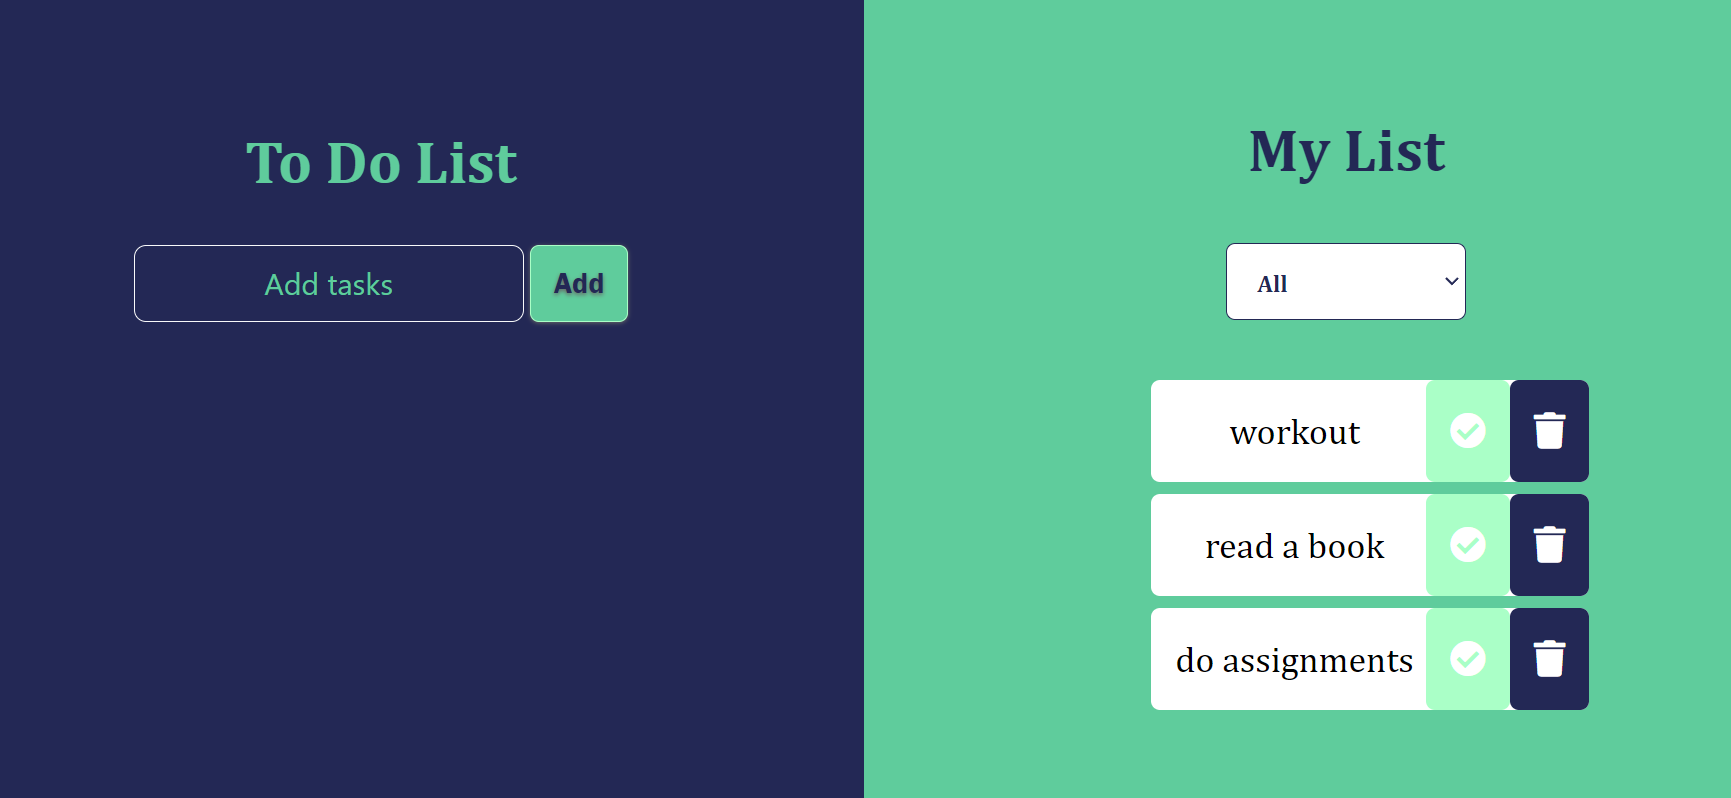 To Do List
Add tasks
Add
My List
All
workout
read a book
do assignments